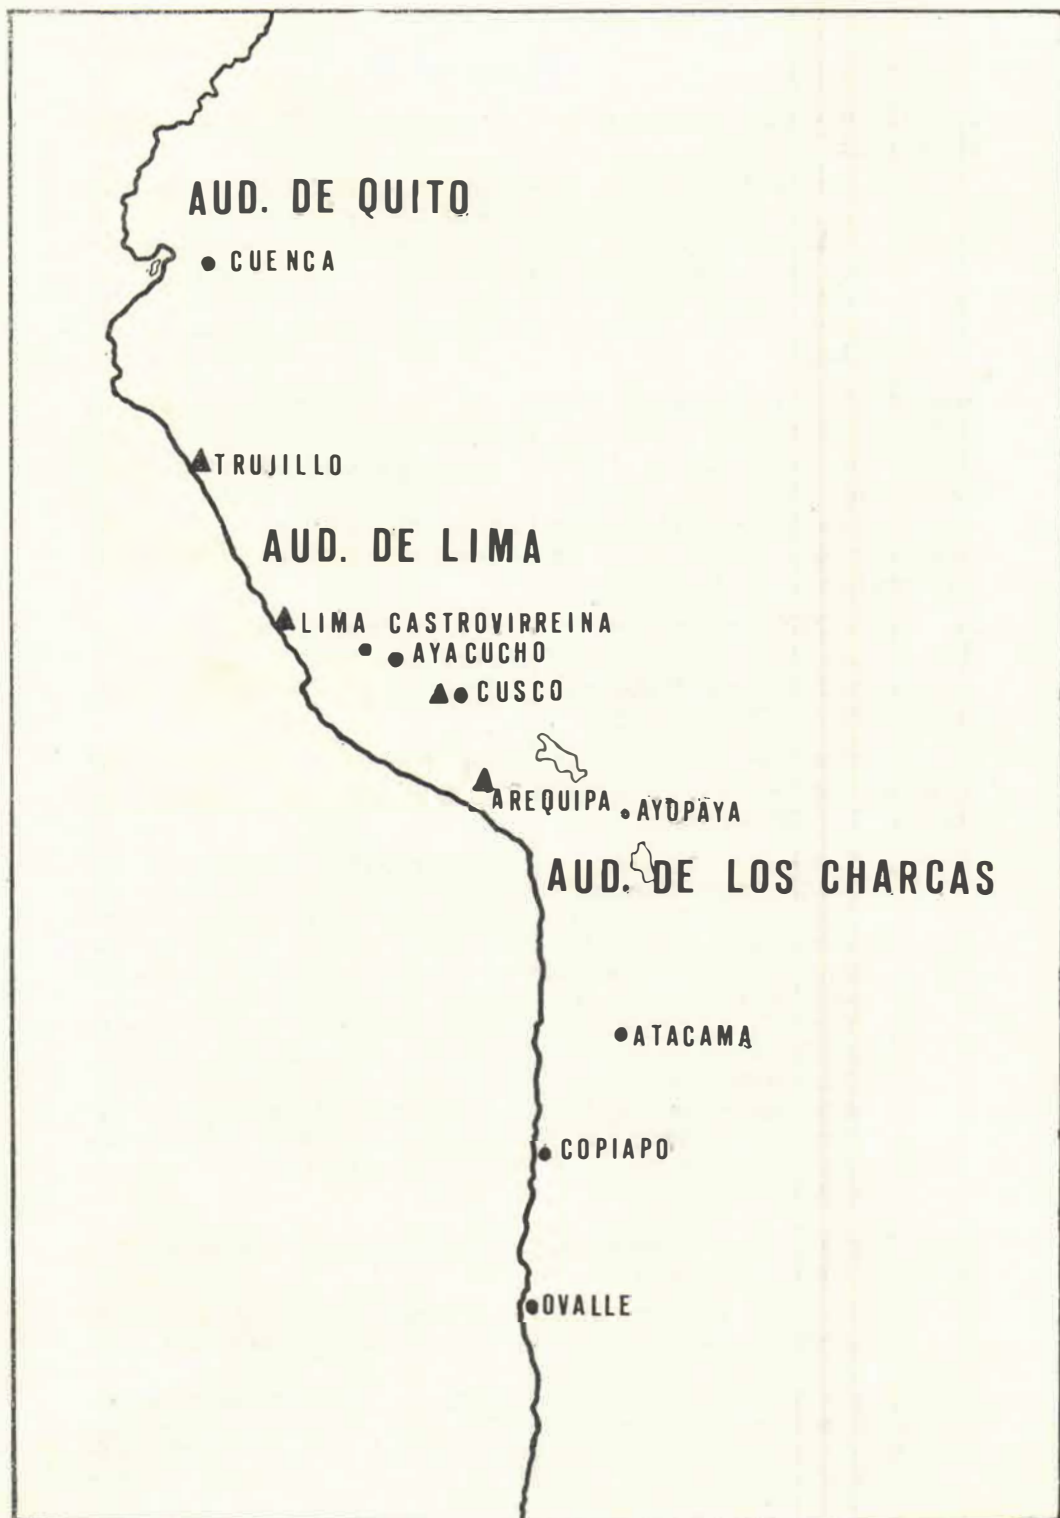 AUD. DE QUITO
CUENCA
TRUJILLO
AUD. DE LIMA
LIMA CASTROVIRREINA
AYACUCHO
CUSCO
AREQUIPA
AYOPAYA
AUD. DE LOS CHARCAS
ATACAMA
COPIAPO
OVALLE